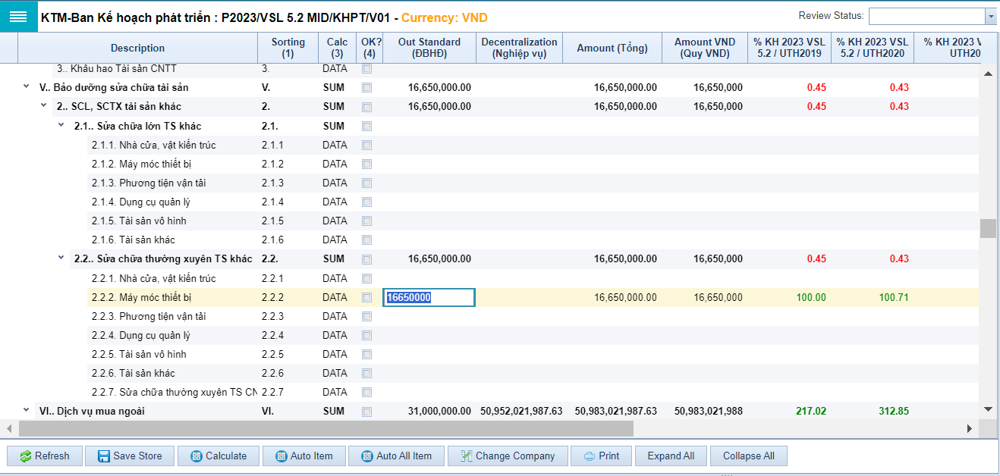 KTM-Ban Kế hoạch phát triển : P2023/VSL 5.2 MID/KHPT/V01 - Currency: VND
Review Status:
Description Sorting (1) Calc (3) OK? (4) Out Standard (ĐBHĐ) Decentralization (Nghiệp vụ) Amount (Tổng) Amount VND (Quy VND) % KH 2023 VSL 5.2 / UTH2019 % KH 2023 VSL 5.2 / UTH2020 % KH 2023 V UTH20
3.. Khấu hao Tài sản CNTT 3. DATA
V.. Bảo dưỡng sửa chữa tài sản V. SUM 16,650,000.00 16,650,000.00 16,650,000 0.45 0.43
2.. SCL, SCTX tài sản khác 2. SUM 16,650,000.00 16,650,000.00 16,650,000 0.45 0.43
2.1.. Sửa chữa lớn TS khác 2.1. SUM
2.1.1. Nhà cửa, vật kiến trúc 2.1.1 DATA
2.1.2. Máy móc thiết bị 2.1.2 DATA
2.1.3. Phương tiện vận tải 2.1.3 DATA
2.1.4. Dụng cụ quản lý 2.1.4 DATA
2.1.5. Tài sản vô hình 2.1.5 DATA
2.1.6. Tài sản khác 2.1.6 DATA
2.2.. Sửa chữa thường xuyên TS khác 2.2. SUM 16,650,000.00 16,650,000.00 16,650,000 0.45 0.43
2.2.1. Nhà cửa, vật kiến trúc 2.2.1 DATA
2.2.2. Máy móc thiết bị 2.2.2 DATA 16650000 16,650,000.00 16,650,000 100.00 100.71
2.2.3. Phương tiện vận tải 2.2.3 DATA
2.2.4. Dụng cụ quản lý 2.2.4 DATA
2.2.5. Tài sản vô hình 2.2.5 DATA
2.2.6. Tài sản khác 2.2.6 DATA
2.2.7. Sửa chữa thường xuyên TS CN 2.2.7 DATA
VI.. Dịch vụ mua ngoài VI. SUM 31,000,000.00 50,952,021,987.63 50,983,021,987.63 50,983,021,988 217.02 312.85
Refresh Save Store Calculate Auto Item Auto All Item Change Company Print Expand All Collapse All